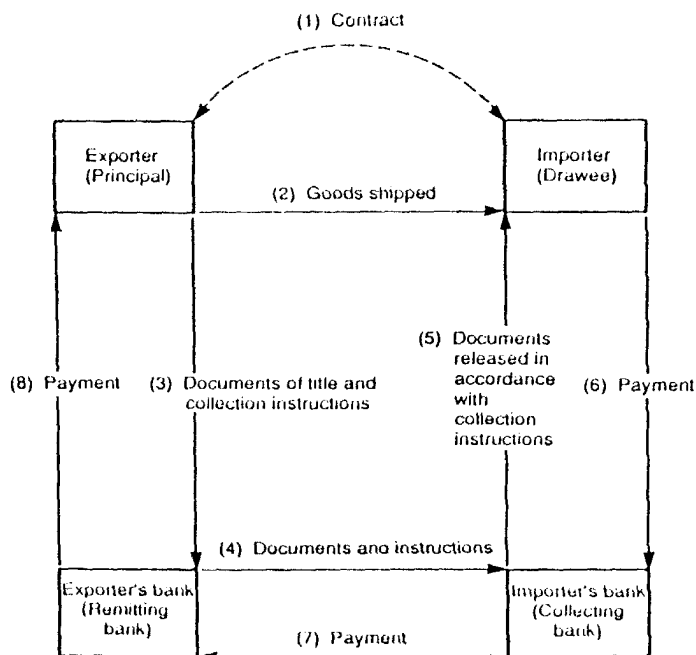 (1) Contract
Exporter
(Principal)
Importer
(Drawee)
(2) Goods shipped
(8) Payment
(3) Documents of title and
collection instructions
(5) Documents
released in
accordance
with
collection
instructions
(6) Payment
(4) Documents and instructions
Exporter's bank
(Remitting
bank)
Importer's bank
(Collecting
bank)
(7) Payment